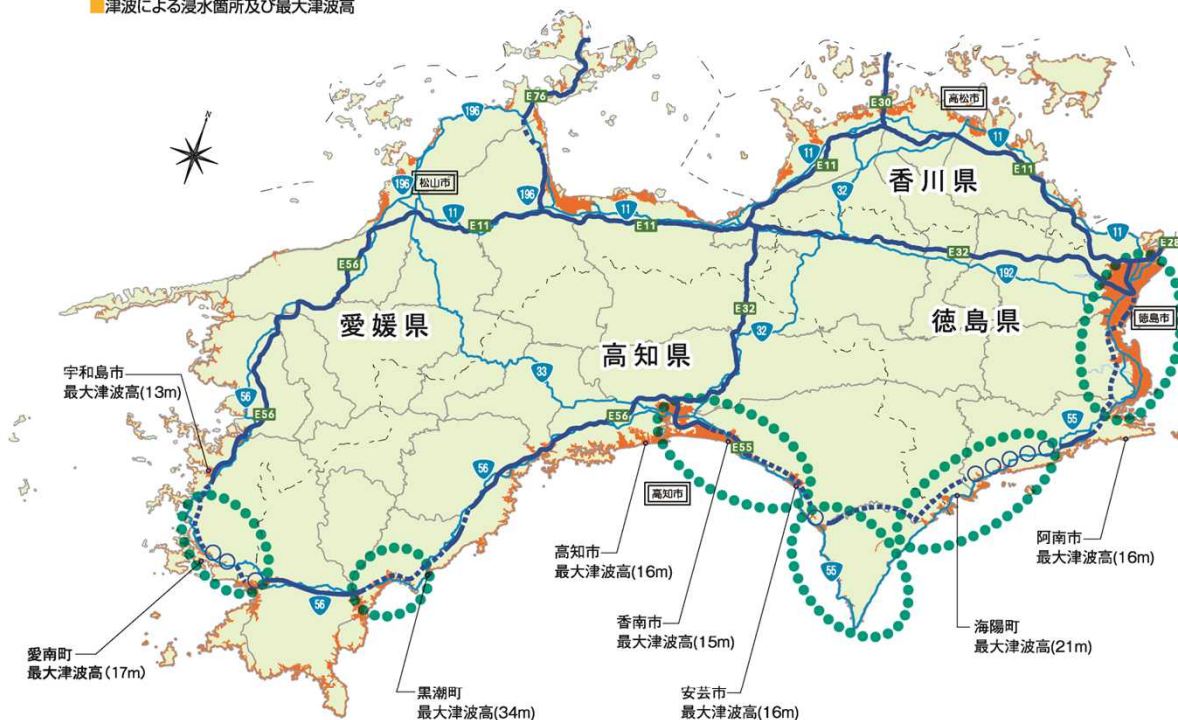 ■津波による浸水箇所及び最大津波高
E76
196
E30
高松市
11
11
E11
香川県
196
松山市
196
32
E11
11
E11
11
E11
11
E28
E56
E32
192
愛媛県
E32
徳島県
徳島市
高知県
32
宇和島市
最大津波高(13m)
33
56
E56
E56
55
56
E55
高知市
高知市
最大津波高(16m)
阿南市
最大津波高(16m)
55
56
香南市
最大津波高(15m)
海陽町
最大津波高(21m)
愛南町
最大津波高(17m)
黒潮町
最大津波高(34m)
安芸市
最大津波高(16m)